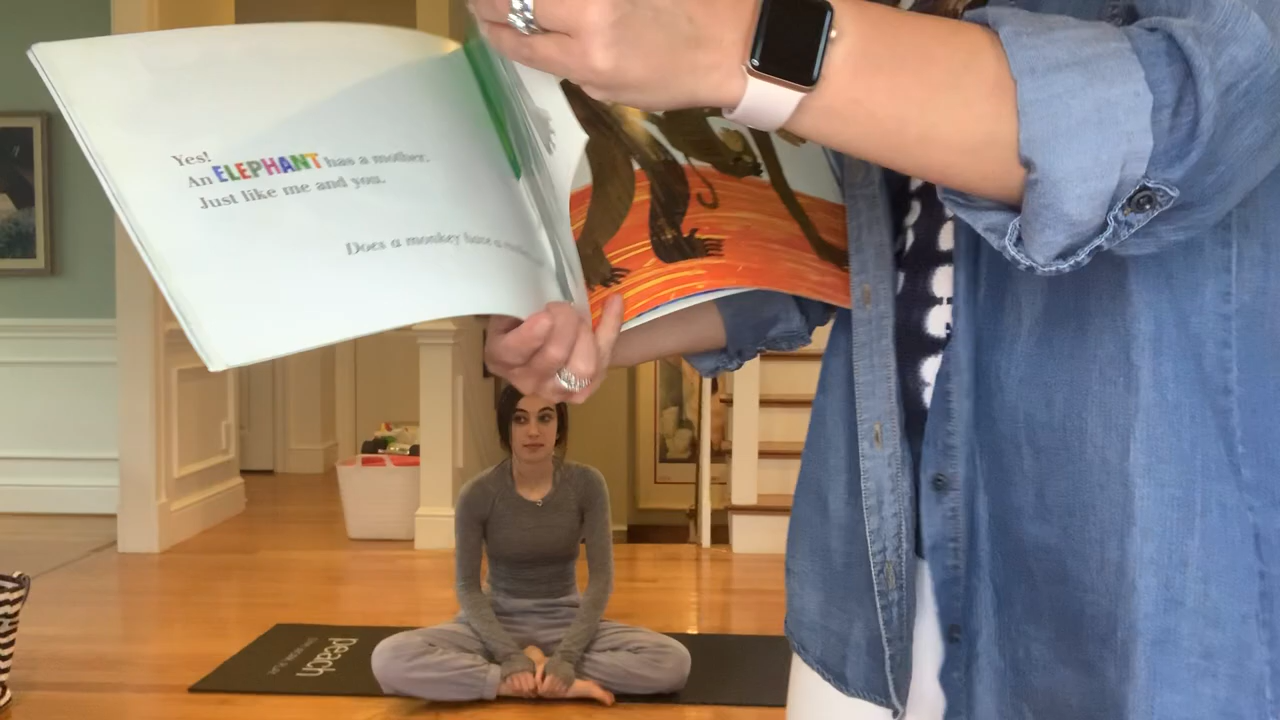 Yes!
An ELEPHANT has a mother.
Just like me and you.
Does a monkey have a
peach